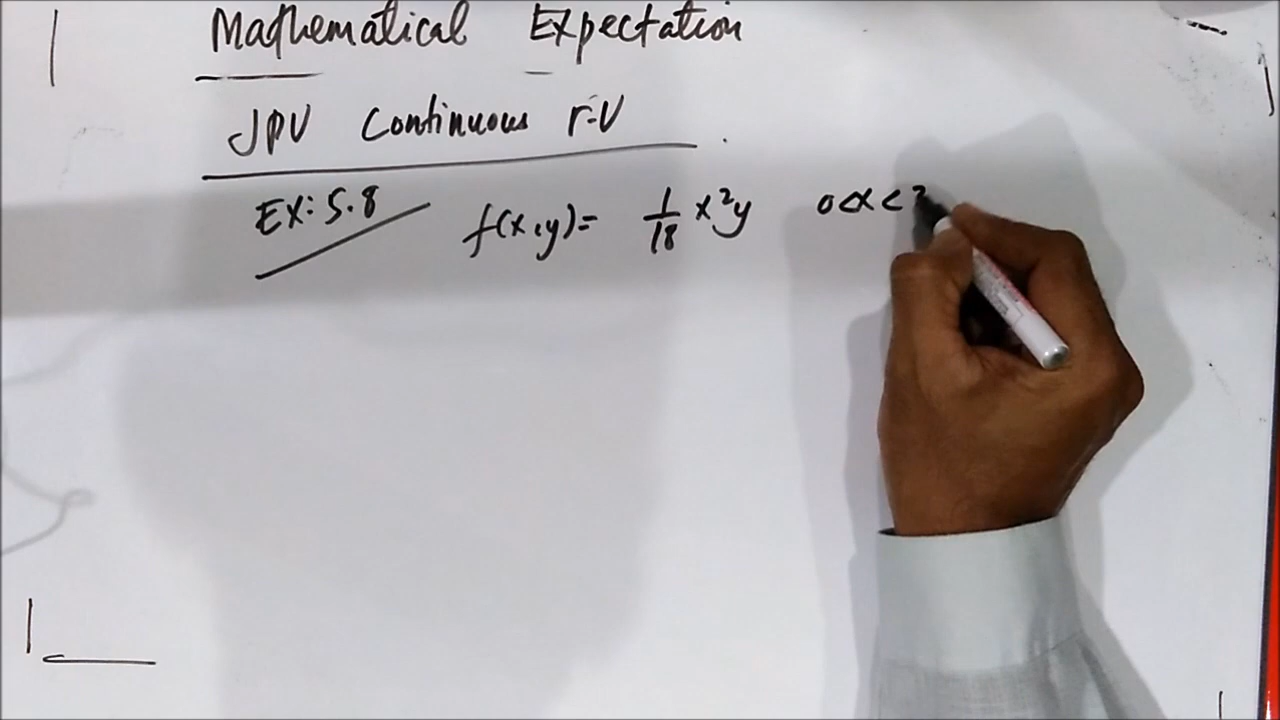 Mathematical Expectation
JPV Continuous r.V
EX: 5.8 f(x,y)= 1/18 x²y 0<x<